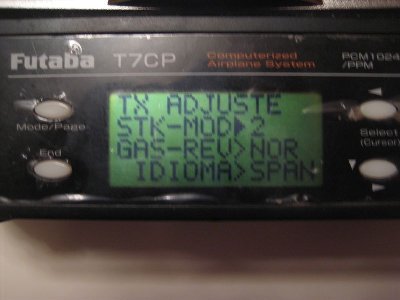 Futaba T7CP Computerized Airplane System PCM1024 /PPM
Mode/Page
End
TX ADJUSTE
STK-MOD▶2
GAS-REV>NOR
IDIOMA>SPAN
Select
(Cursor)